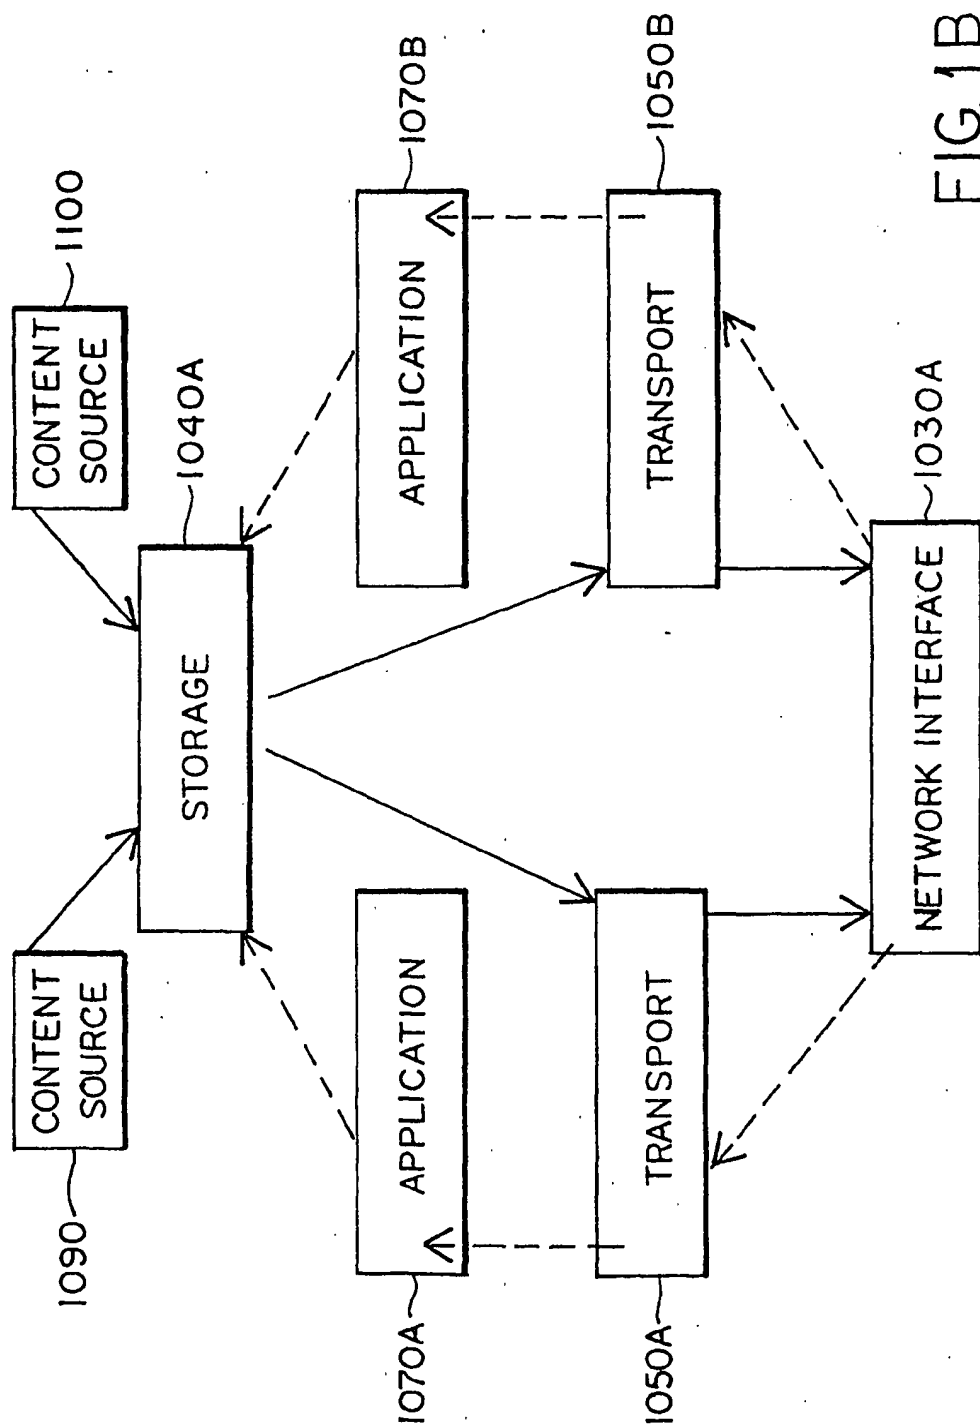 CONTENT
SOURCE
1090
CONTENT
SOURCE
1100
STORAGE
1040A
APPLICATION
1070A
APPLICATION
1070B
TRANSPORT
1050A
TRANSPORT
1050B
NETWORK INTERFACE
1030A
FIG. 1B